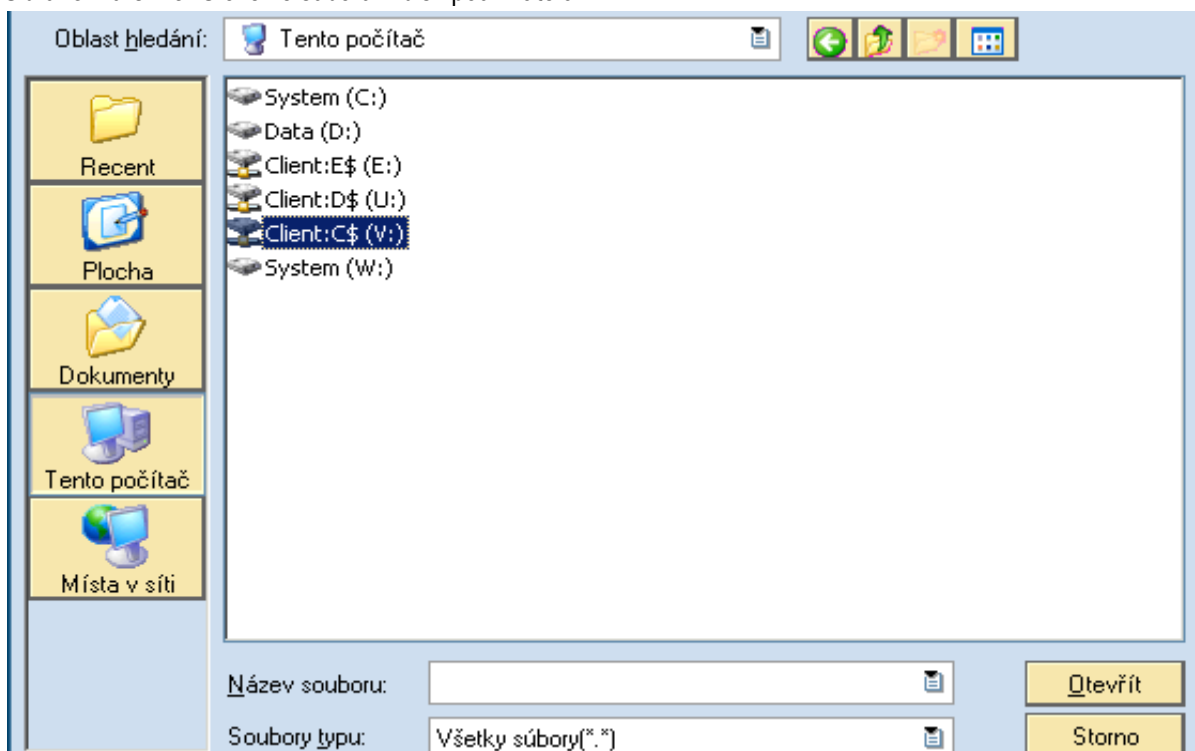 Oblast hledání:
Tento počítač
System (C:)
Data (D:)
Client:E$ (E:)
Client:D$ (U:)
Client:C$ (V:)
System (W:)
Recent
Plocha
Dokumenty
Tento počítač
Místa v síti
Název souboru:
Otevřít
Soubory typu:
Všetky súbory(*.*)
Storno